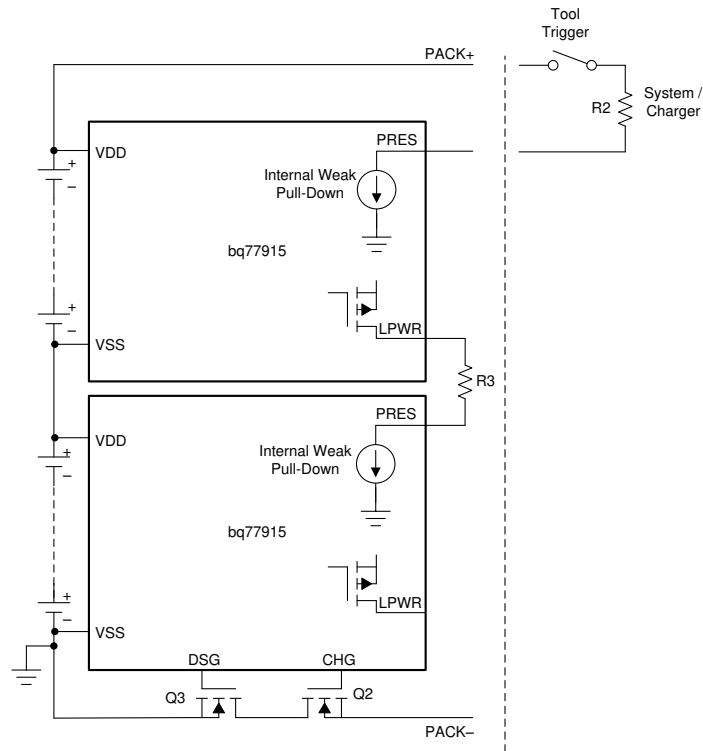 Tool
Trigger
PACK+
System /
Charger
R2
PRES
VDD
+
–
Internal Weak
Pull-Down
bq77915
+
–
LPWR
VSS
R3
PRES
VDD
+
–
Internal Weak
Pull-Down
bq77915
+
–
LPWR
VSS
DSG
CHG
Q3
Q2
PACK–